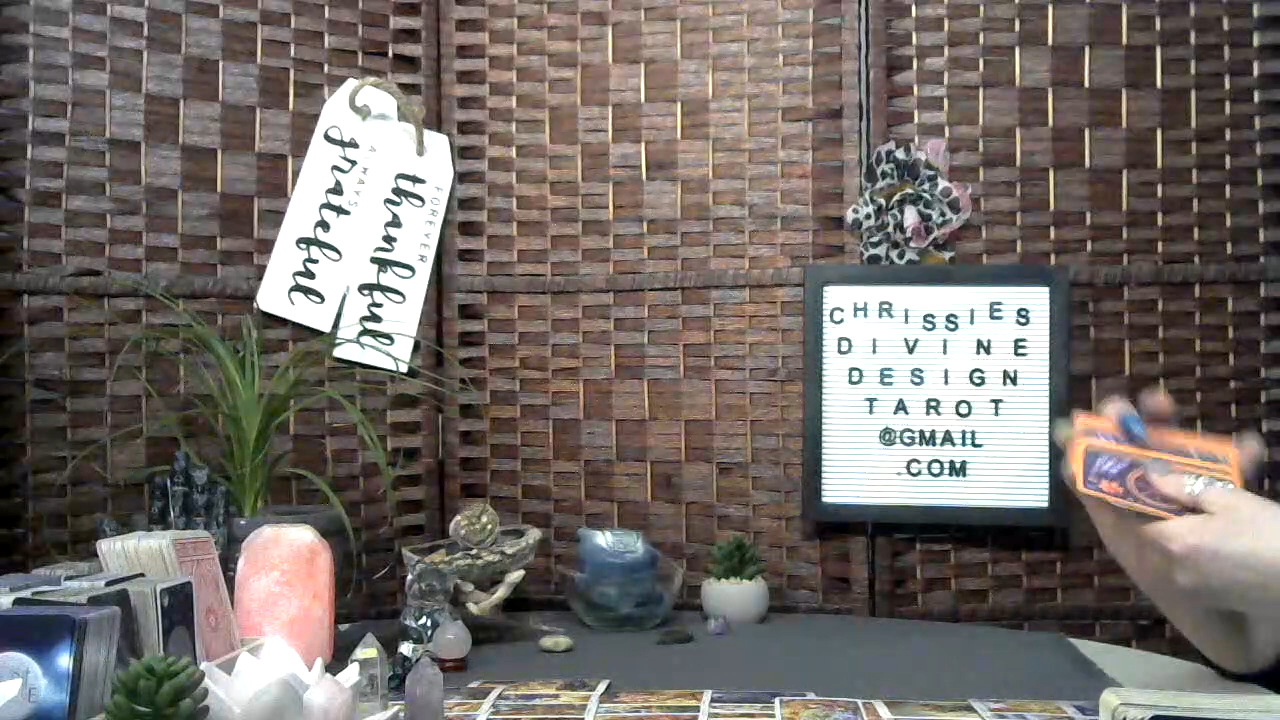 FOREVER
thankful
ALWAYS
grateful
CHRISSIES
DIVINE
DESIGN
TAROT
@GMAIL
.COM